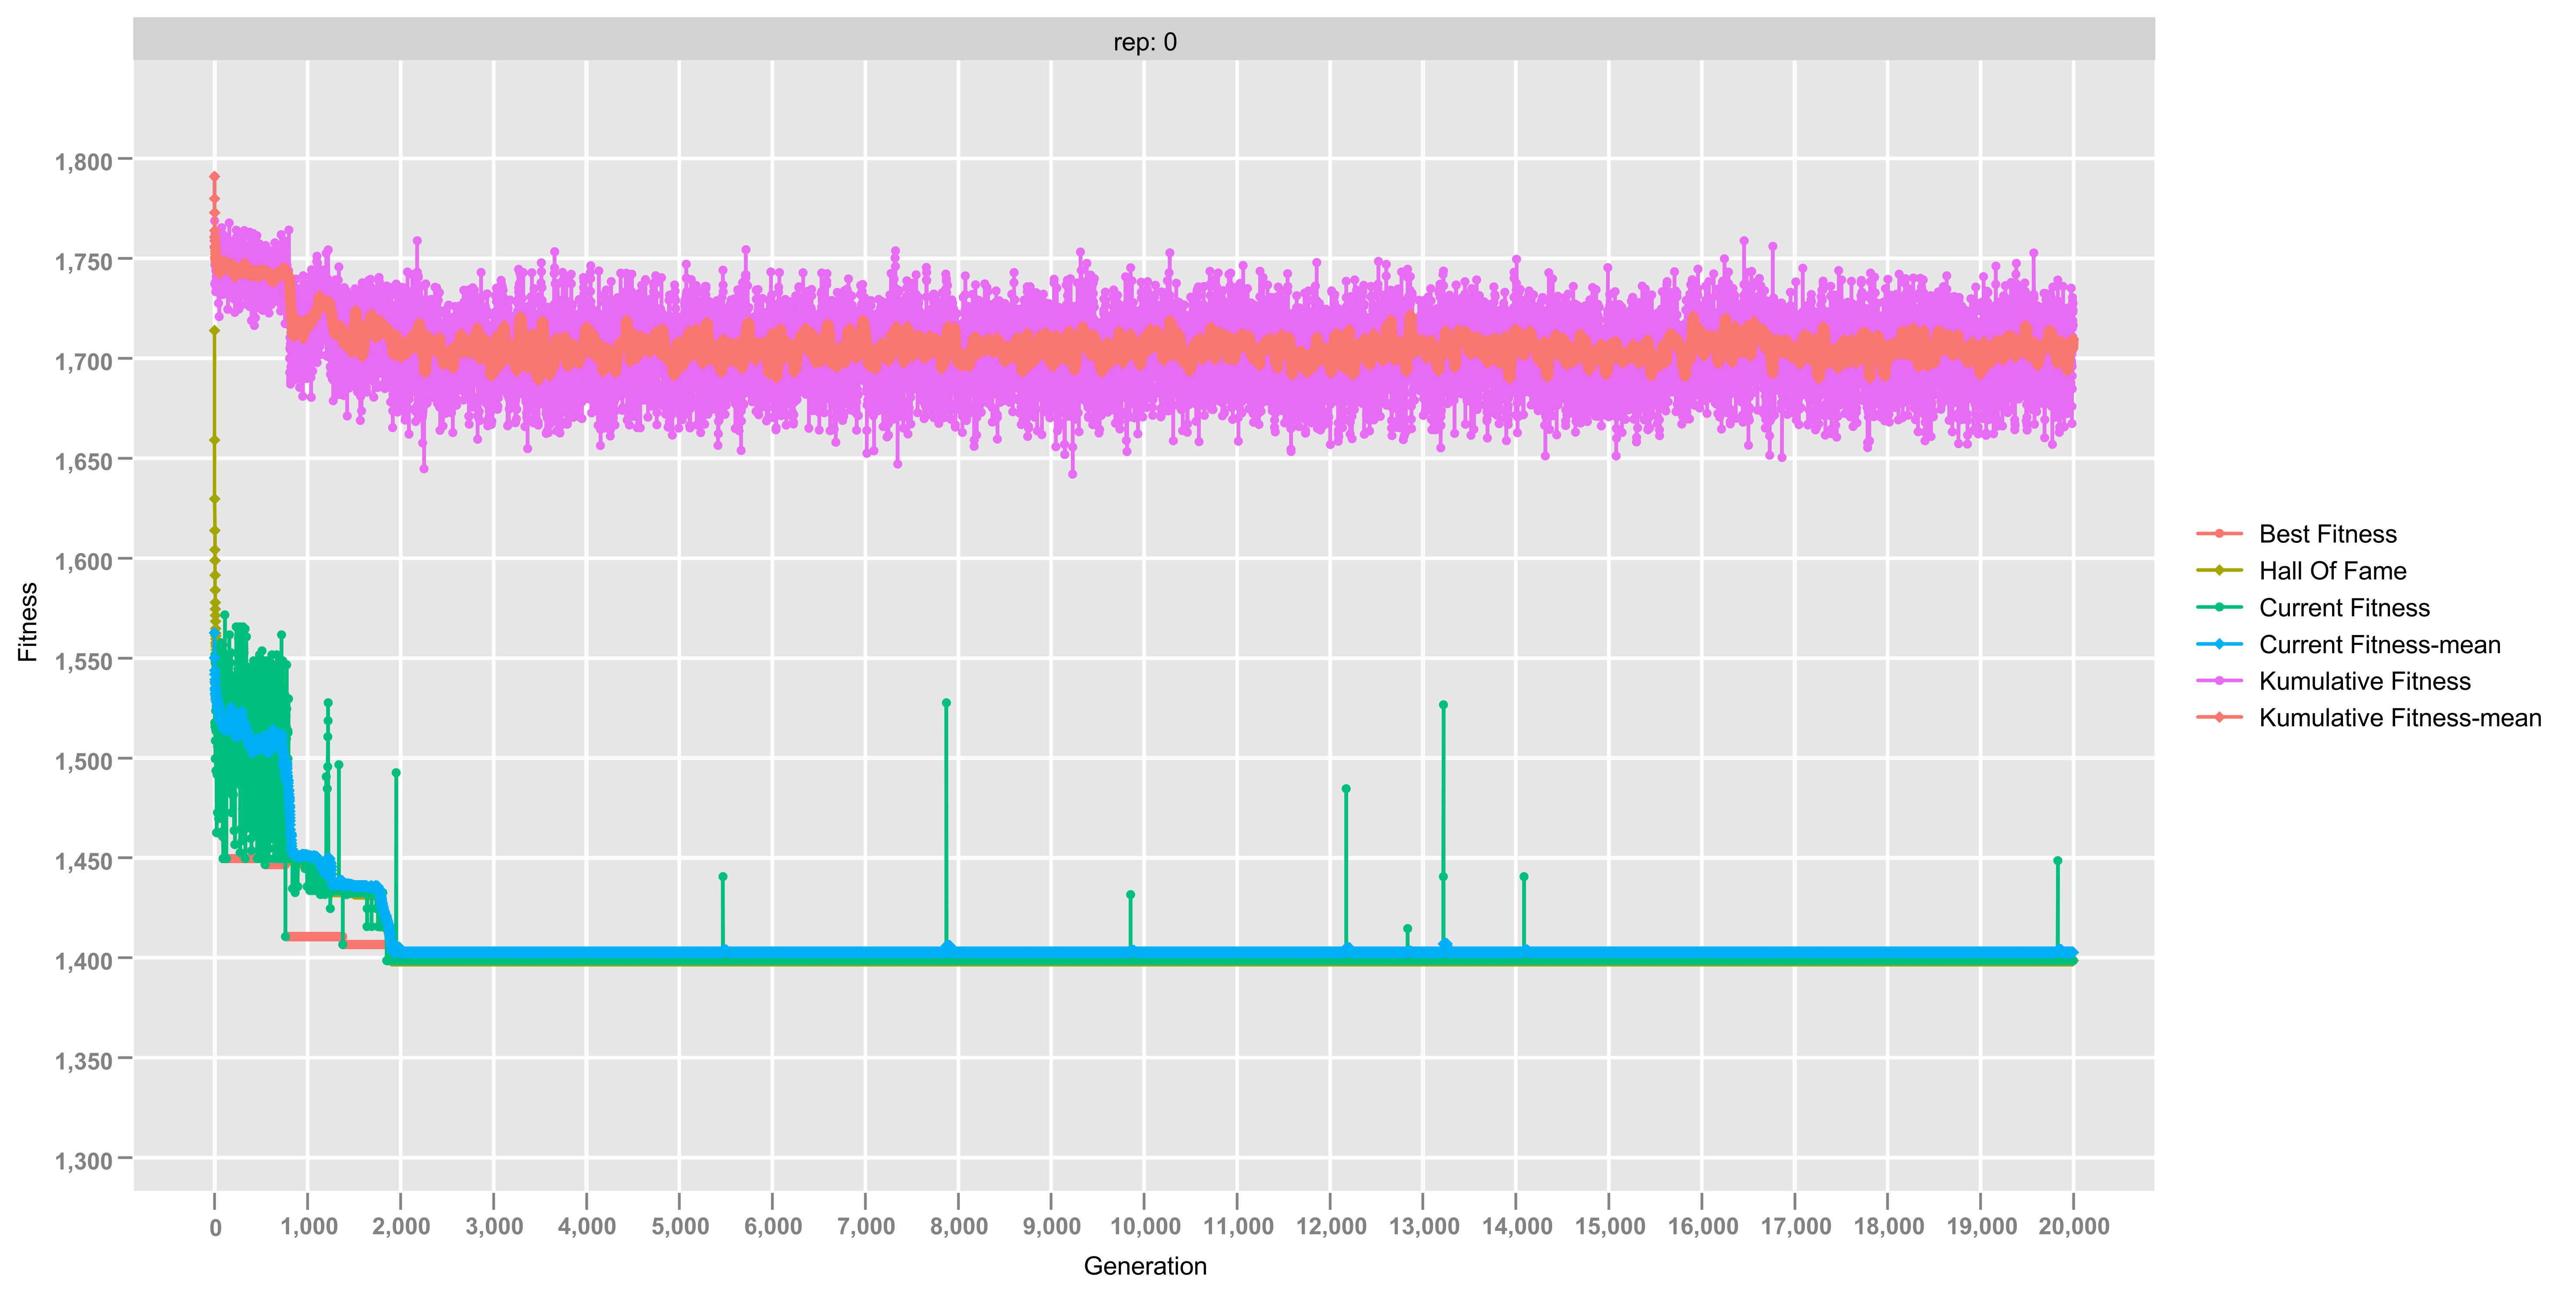 rep: 0
1,800
1,750
1,700
1,650
1,600
1,550
1,500
1,450
1,400
1,350
1,300
Fitness
0 1,000 2,000 3,000 4,000 5,000 6,000 7,000 8,000 9,000 10,000 11,000 12,000 13,000 14,000 15,000 16,000 17,000 18,000 19,000 20,000
Generation
Best Fitness
Hall Of Fame
Current Fitness
Current Fitness-mean
Kumulative Fitness
Kumulative Fitness-mean